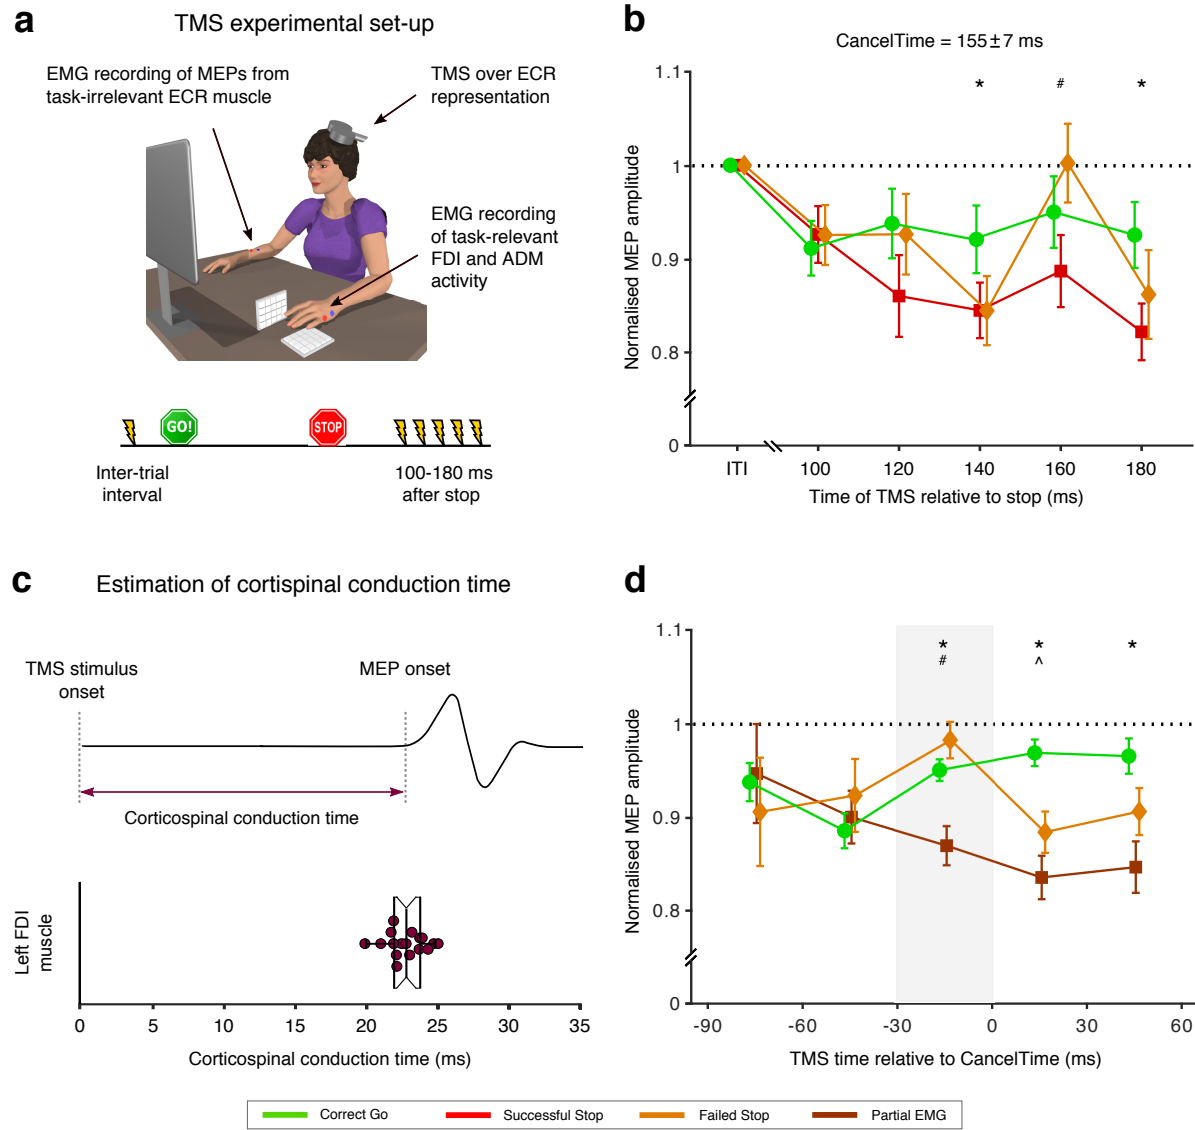 a
TMS experimental set-up
EMG recording of MEPs from
task-irrelevant ECR muscle
TMS over ECR
representation
EMG recording
of task-relevant
FDI and ADM
activity
GO!
STOP
Inter-trial
interval
100-180 ms
after stop
b
CancelTime = 155±7 ms
Normalised MEP amplitude
1.1
1
0.9
0.8
0
* # *
ITI 100 120 140 160 180
Time of TMS relative to stop (ms)
c
Estimation of cortispinal conduction time
TMS stimulus
onset
MEP onset
Corticospinal conduction time
Left FDI
muscle
0 5 10 15 20 25 30 35
Corticospinal conduction time (ms)
d
Normalised MEP amplitude
1.1
1
0.9
0.8
0
* * *
# ^
-90 -60 -30 0 30 60
TMS time relative to CancelTime (ms)
Correct Go Successful Stop Failed Stop Partial EMG